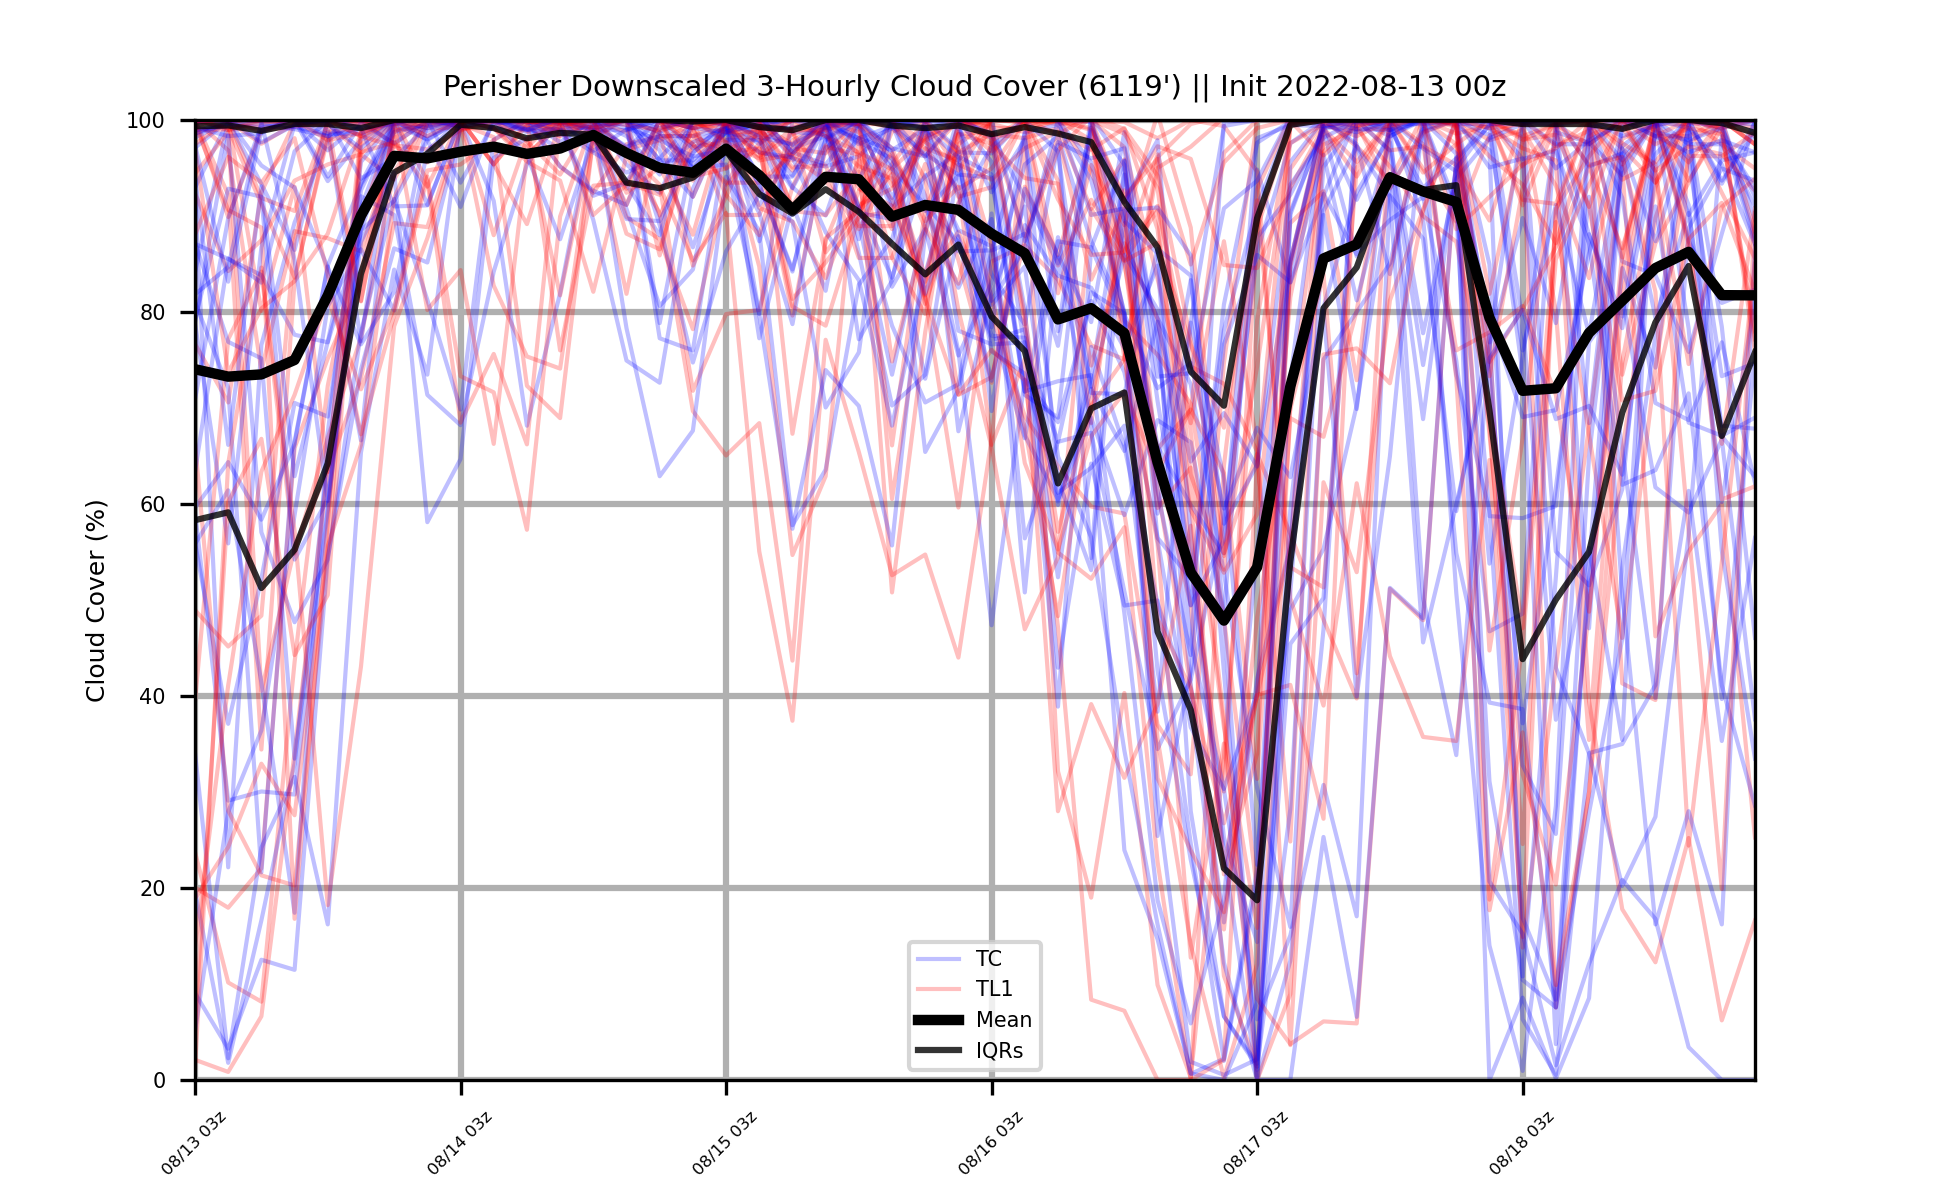 Perisher Downscaled 3-Hourly Cloud Cover (6119') || Init 2022-08-13 00z
Cloud Cover (%)
100
80
60
40
20
0
TC
TL1
Mean
IQRs
08/13 03z
08/14 03z
08/15 03z
08/16 03z
08/17 03z
08/18 03z